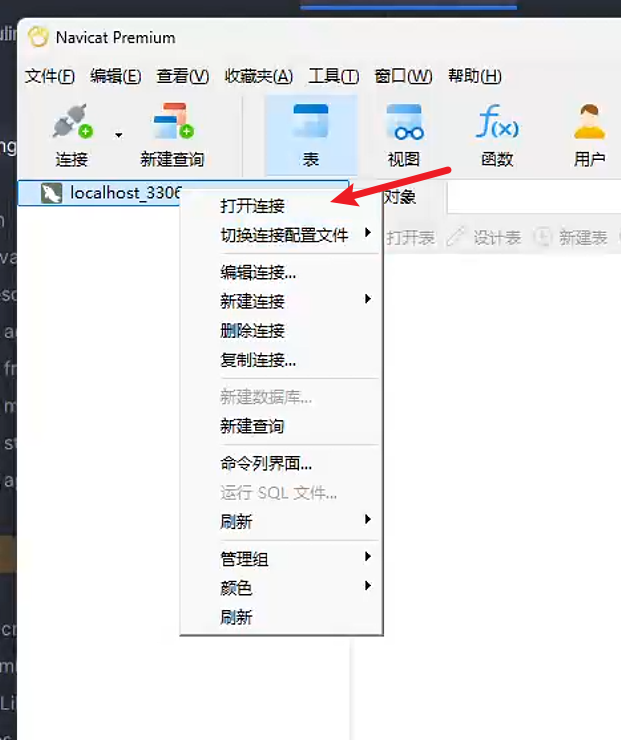 Navicat Premium
文件(F) 编辑(E) 查看(V) 收藏夹(A) 工具(T) 窗口(W) 帮助(H)
f(x)
连接 新建查询 表 视图 函数 用户
localhost_3306
对象
打开表 设计表 新建表
打开连接
切换连接配置文件
编辑连接...
新建连接
删除连接
复制连接...
新建数据库...
新建查询
命令列界面...
运行 SQL 文件...
刷新
管理组
颜色
刷新